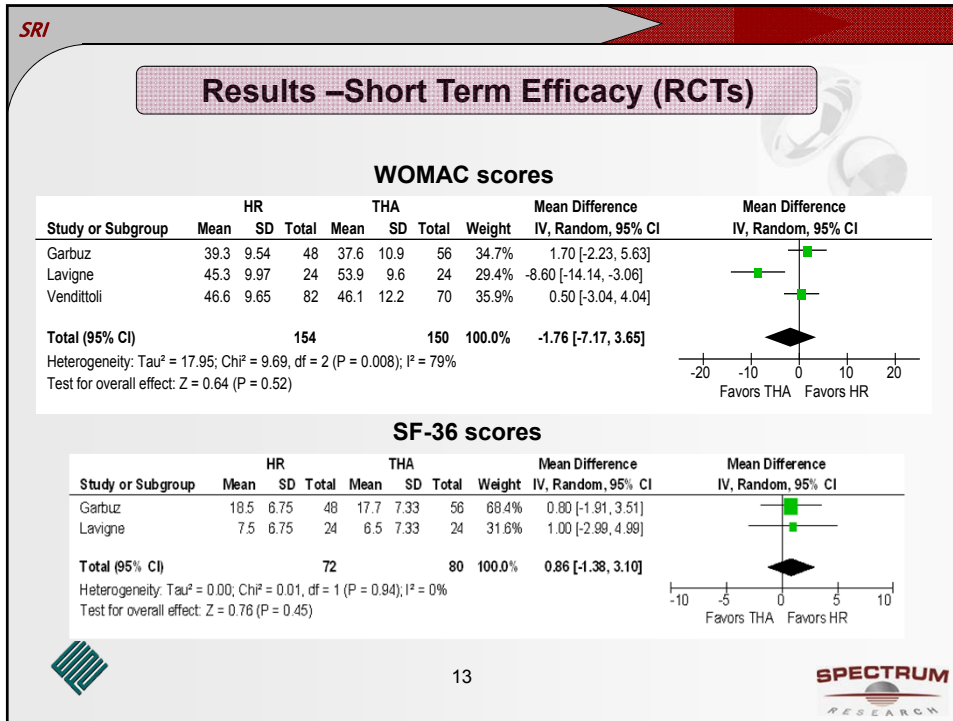 SRI
Results –Short Term Efficacy (RCTs)
WOMAC scores
HR THA Mean Difference Mean Difference
Study or Subgroup Mean SD Total Mean SD Total Weight IV, Random, 95% CI IV, Random, 95% CI
Garbuz 39.3 9.54 48 37.6 10.9 56 34.7% 1.70 [-2.23, 5.63]
Lavigne 45.3 9.97 24 53.9 9.6 24 29.4% -8.60 [-14.14, -3.06]
Vendittoli 46.6 9.65 82 46.1 12.2 70 35.9% 0.50 [-3.04, 4.04]
Total (95% CI) 154 150 100.0% -1.76 [-7.17, 3.65]
Heterogeneity: Tau² = 17.95; Chi² = 9.69, df = 2 (P = 0.008); I² = 79%
Test for overall effect: Z = 0.64 (P = 0.52)
-20 -10 0 10 20
Favors THA Favors HR
SF-36 scores
HR THA Mean Difference Mean Difference
Study or Subgroup Mean SD Total Mean SD Total Weight IV, Random, 95% CI IV, Random, 95% CI
Garbuz 18.5 6.75 48 17.7 7.33 56 68.4% 0.80 [-1.91, 3.51]
Lavigne 7.5 6.75 24 6.5 7.33 24 31.6% 1.00 [-2.99, 4.99]
Total (95% CI) 72 80 100.0% 0.86 [-1.38, 3.10]
Heterogeneity: Tau² = 0.00; Chi² = 0.01, df = 1 (P = 0.94); I² = 0%
Test for overall effect: Z = 0.76 (P = 0.45)
-10 -5 0 5 10
Favors THA Favors HR
13
SPECTRUM
RESEARCH